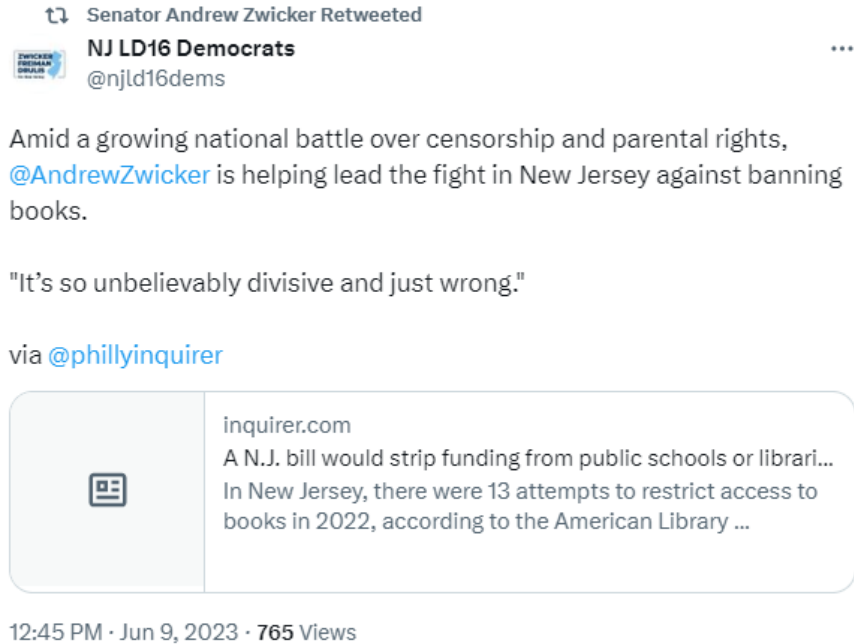 Senator Andrew Zwicker Retweeted
NJ LD16 Democrats
@njld16dems
ZWICKER
FREIMAN
DRULIS
Amid a growing national battle over censorship and parental rights,
@AndrewZwicker is helping lead the fight in New Jersey against banning
books.
"It’s so unbelievably divisive and just wrong."
via @phillyinquirer
inquirer.com
A N.J. bill would strip funding from public schools or librari...
In New Jersey, there were 13 attempts to restrict access to
books in 2022, according to the American Library ...
12:45 PM · Jun 9, 2023 · 765 Views